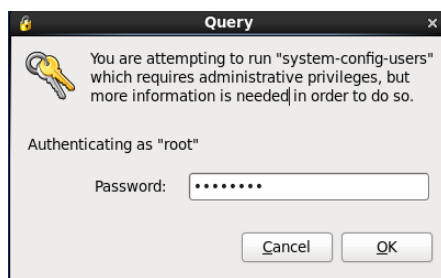 Query
You are attempting to run "system-config-users"
which requires administrative privileges, but
more information is needed in order to do so.
Authenticating as "root"
Password: ••••••••
Cancel OK